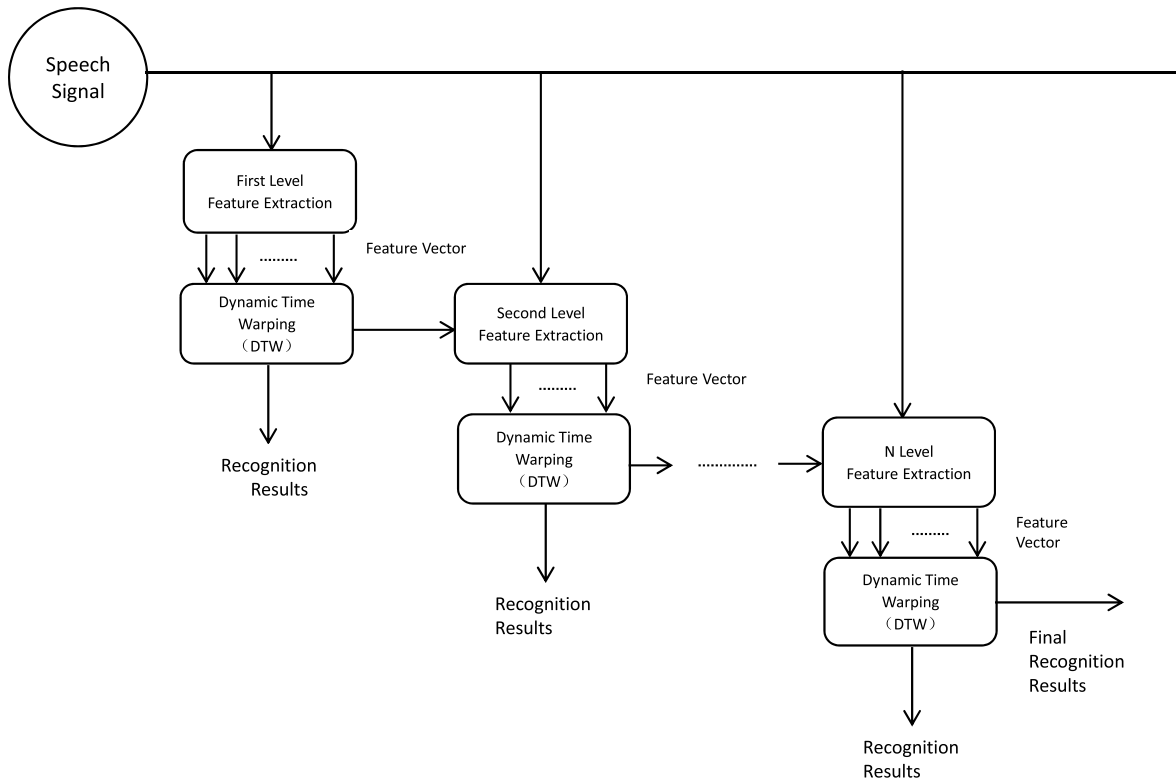 Speech
Signal
First Level
Feature Extraction
.........
Feature Vector
Dynamic Time
Warping
（DTW）
Second Level
Feature Extraction
.........
Feature Vector
Recognition
Results
Dynamic Time
Warping
（DTW）
..............
N Level
Feature Extraction
.........
Feature
Vector
Recognition
Results
Dynamic Time
Warping
（DTW）
Final
Recognition
Results
Recognition
Results